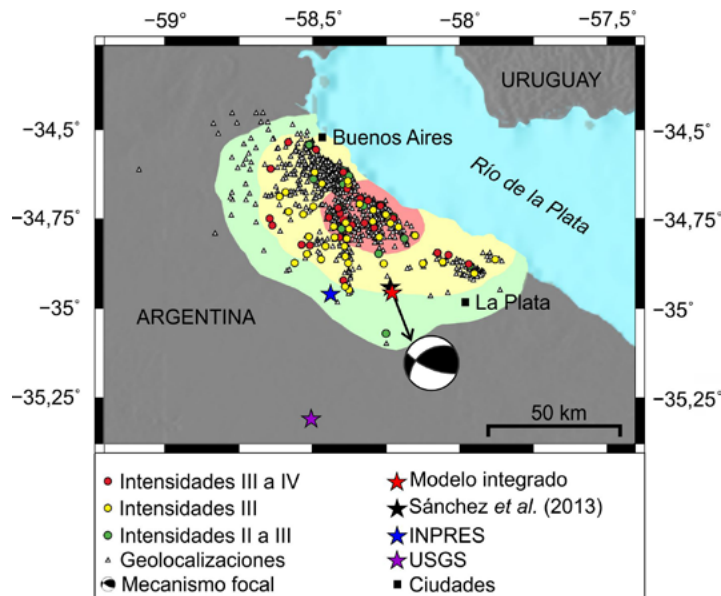 −59° −58,5° −58° −57,5°
URUGUAY
−34,5° Buenos Aires −34,5°
Río de la Plata
−34,75° −34,75°
−35° La Plata −35°
ARGENTINA
−35,25° −35,25°
50 km
Intensidades III a IV
Intensidades III
Intensidades II a III
Geolocalizaciones
Mecanismo focal
Modelo integrado
Sánchez et al. (2013)
INPRES
USGS
Ciudades